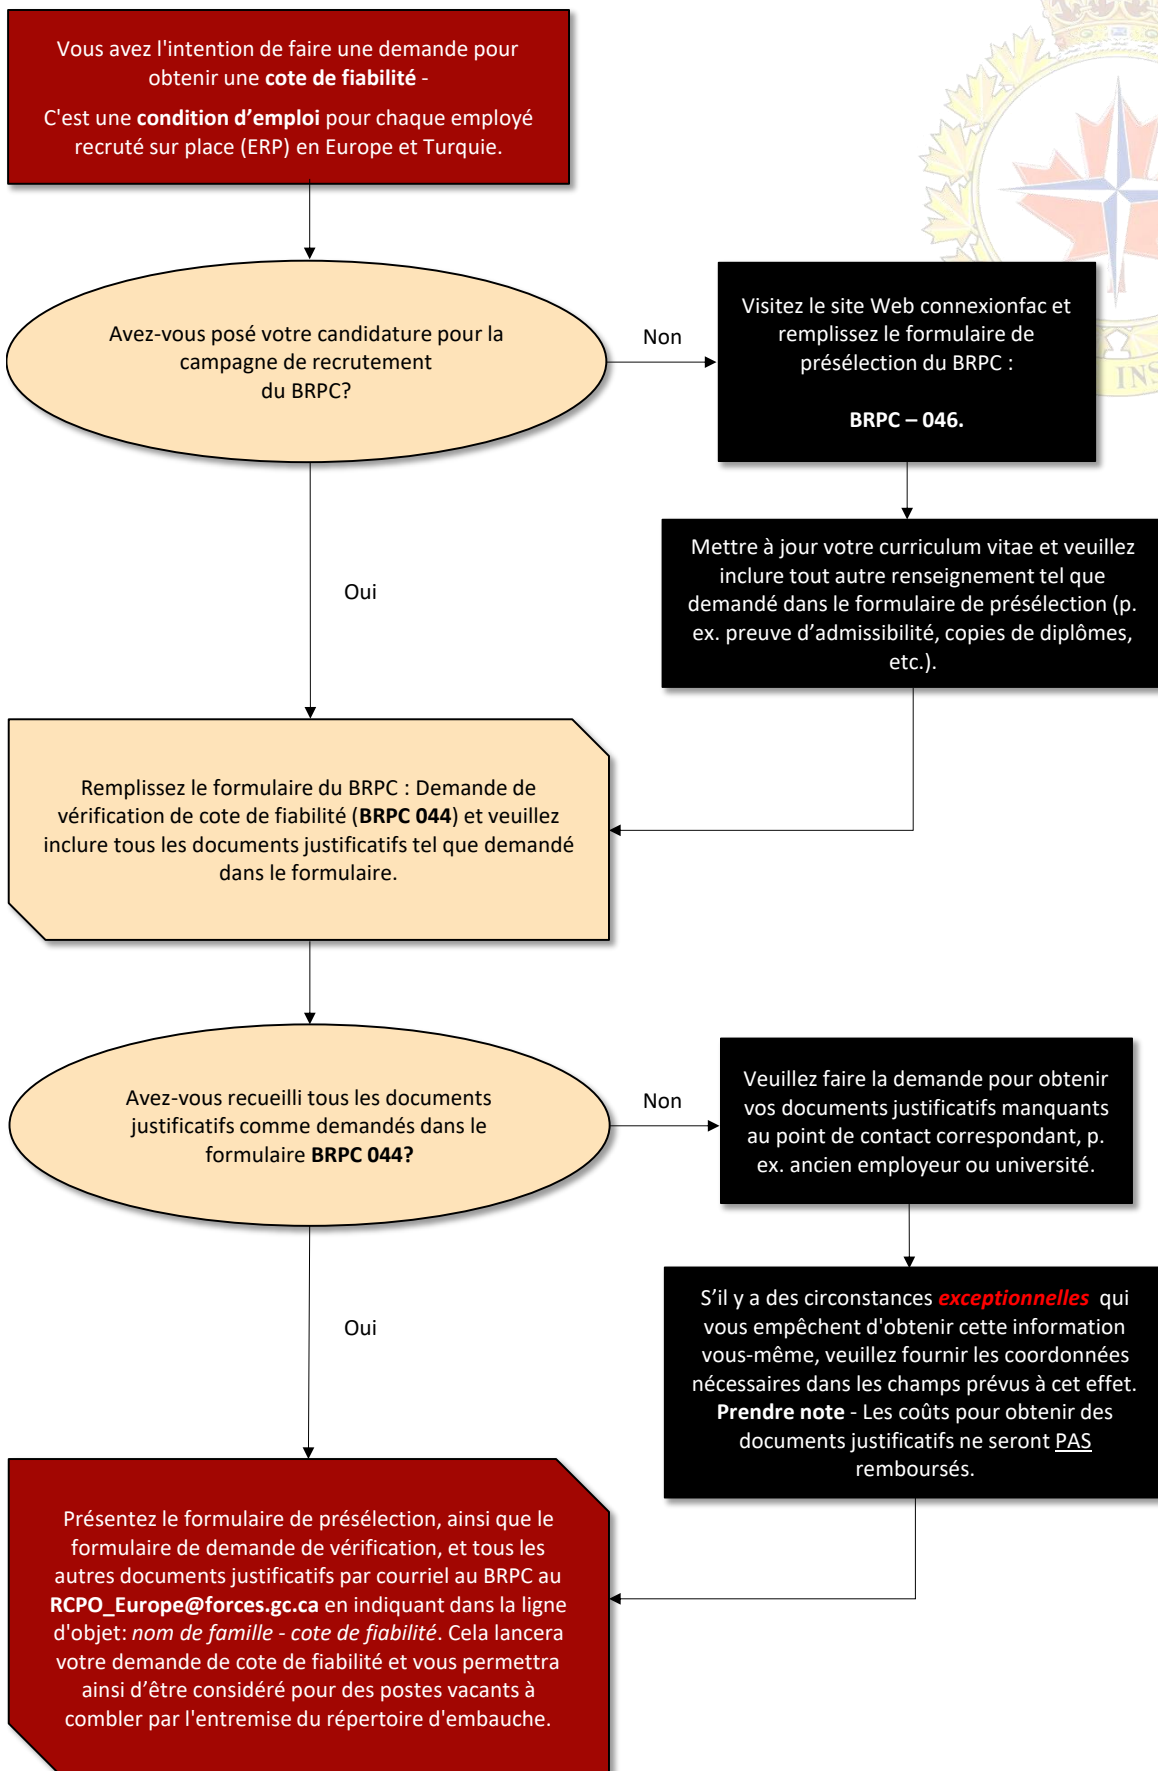 Vous avez l'intention de faire une demande pour
obtenir une cote de fiabilité -
C'est une condition d’emploi pour chaque employé
recruté sur place (ERP) en Europe et Turquie.
Avez-vous posé votre candidature pour la
campagne de recrutement
du BRPC?
Non
Visitez le site Web connexionfac et
remplissez le formulaire de
présélection du BRPC :
BRPC – 046.
INS
Mettre à jour votre curriculum vitae et veuillez
inclure tout autre renseignement tel que
demandé dans le formulaire de présélection (p.
ex. preuve d’admissibilité, copies de diplômes,
etc.).
Oui
Remplissez le formulaire du BRPC : Demande de
vérification de cote de fiabilité (BRPC 044) et veuillez
inclure tous les documents justificatifs tel que demandé
dans le formulaire.
Avez-vous recueilli tous les documents
justificatifs comme demandés dans le
formulaire BRPC 044?
Non
Veuillez faire la demande pour obtenir
vos documents justificatifs manquants
au point de contact correspondant, p.
ex. ancien employeur ou université.
S’il y a des circonstances exceptionnelles qui
vous empêchent d'obtenir cette information
vous-même, veuillez fournir les coordonnées
nécessaires dans les champs prévus à cet effet.
Prendre note - Les coûts pour obtenir des
documents justificatifs ne seront PAS
remboursés.
Oui
Présentez le formulaire de présélection, ainsi que le
formulaire de demande de vérification, et tous les
autres documents justificatifs par courriel au BRPC au
RCPO_Europe@forces.gc.ca en indiquant dans la ligne
d'objet: nom de famille - cote de fiabilité. Cela lancera
votre demande de cote de fiabilité et vous permettra
ainsi d’être considéré pour des postes vacants à
combler par l'entremise du répertoire d'embauche.